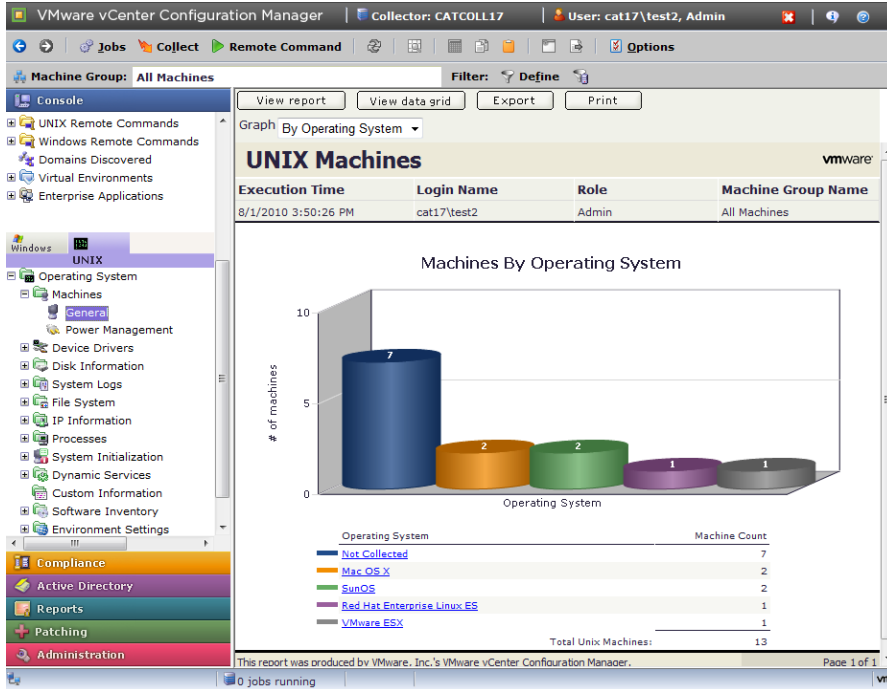 VMware vCenter Configuration Manager | Collector: CATCOLL17 | User: cat17\test2, Admin
Jobs Collect Remote Command Options
Machine Group: All Machines Filter: Define
Console
UNIX Remote Commands
Windows Remote Commands
Domains Discovered
Virtual Environments
Enterprise Applications
Windows
UNIX
Operating System
Machines
General
Power Management
Device Drivers
Disk Information
System Logs
File System
IP Information
Processes
System Initialization
Dynamic Services
Custom Information
Software Inventory
Environment Settings
Compliance
Active Directory
Reports
Patching
Administration
View report View data grid Export Print
Graph By Operating System
UNIX Machines vmware
Execution Time Login Name Role Machine Group Name
8/1/2010 3:50:26 PM cat17\test2 Admin All Machines
Machines By Operating System
10
5
0
# of machines
7
2
2
1
1
Operating System
Operating System Machine Count
Not Collected 7
Mac OS X 2
SunOS 2
Red Hat Enterprise Linux ES 1
VMware ESX 1
Total Unix Machines: 13
This report was produced by VMware, Inc.'s VMware vCenter Configuration Manager. Page 1 of 1
0 jobs running vm